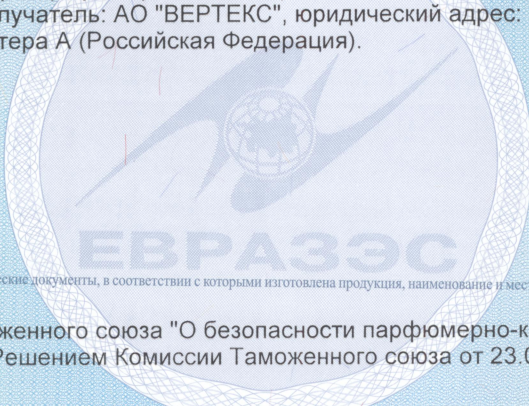 лучатель: АО "ВЕРТЕКС", юридический адрес:
тера А (Российская Федерация).
ЕВРАЗЭС
еские документы, в соответствии с которыми изготовлена продукция, наименование и мес
женного союза "О безопасности парфюмерно-к
Решением Комиссии Таможенного союза от 23.0